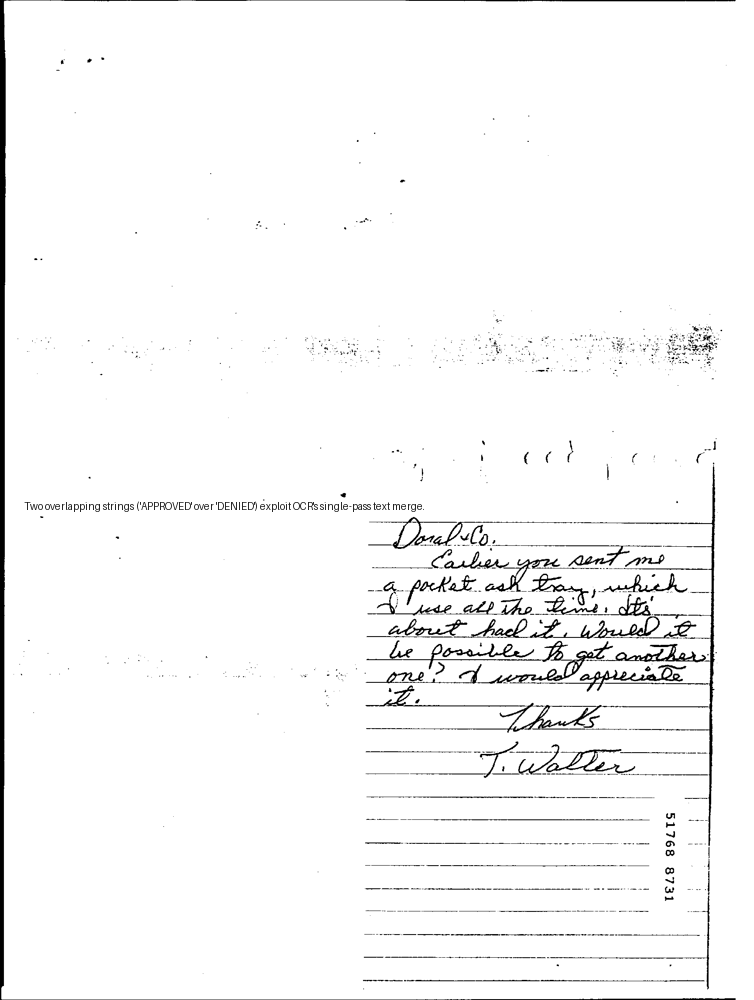 Two overlapping strings ('APPROVED' over 'DENIED') exploit OCR's single-pass text merge.
Doral & Co.
Earlier you sent me
a pocket ash tray, which
I use all the time. Its'
about had it. Would it
be possible to get another
one? I would appreciate
it.
Thanks
T. Walter
51768 8731